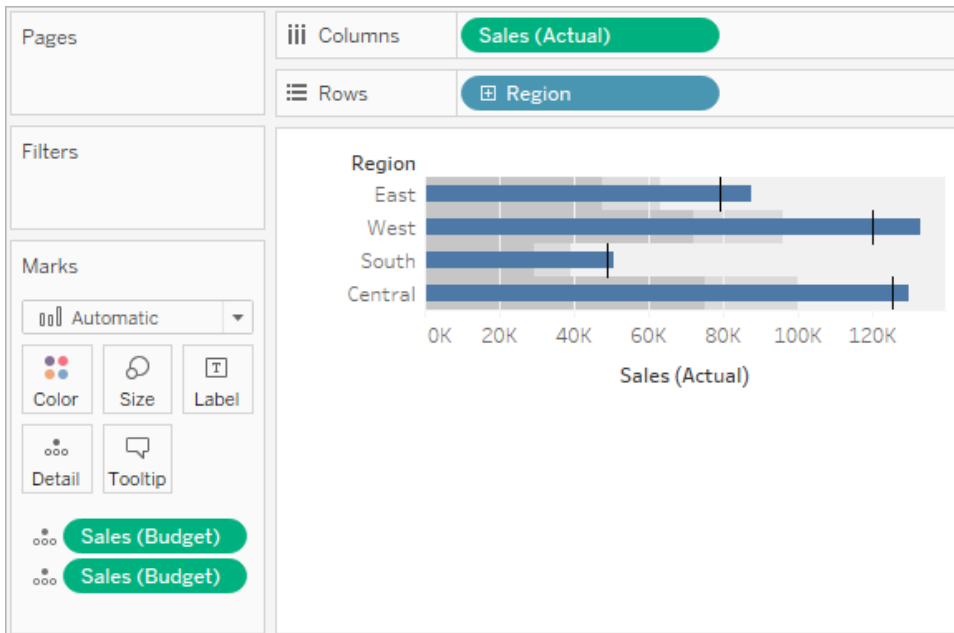 Pages
Columns
Sales (Actual)
Rows
Region
Filters
Marks
Automatic
Color
Size
T
Label
Detail
Tooltip
Sales (Budget)
Sales (Budget)
Region
East
West
South
Central
0K 20K 40K 60K 80K 100K 120K
Sales (Actual)